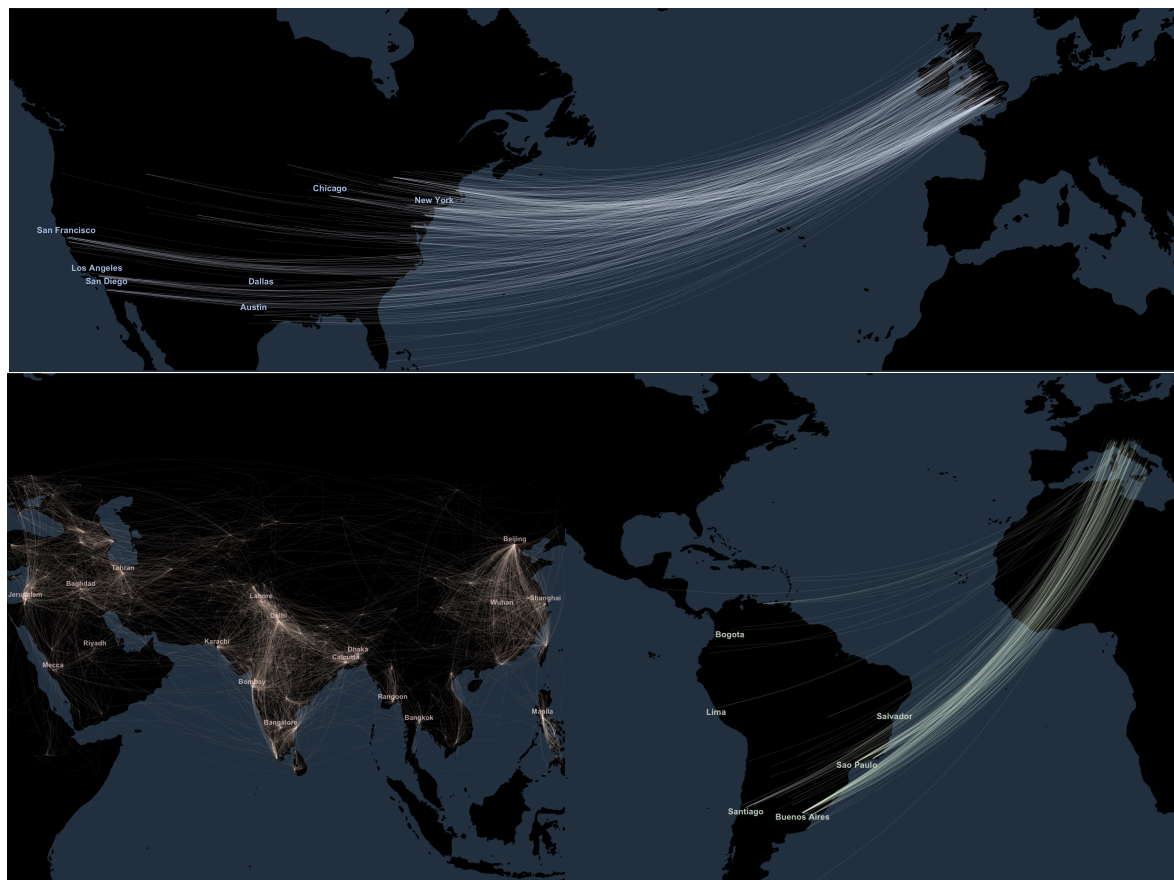 Chicago
New York
San Francisco
Los Angeles
San Diego
Dallas
Austin
Beijing
Tehran
Baghdad
Jerusalem
Lahore
Delhi
Wuhan
Shanghai
Karachi
Riyadh
Dhaka
Calcutta
Mecca
Bombay
Rangoon
Bangkok
Manila
Bangalore
Bogota
Lima
Salvador
Sao Paulo
Santiago
Buenos Aires